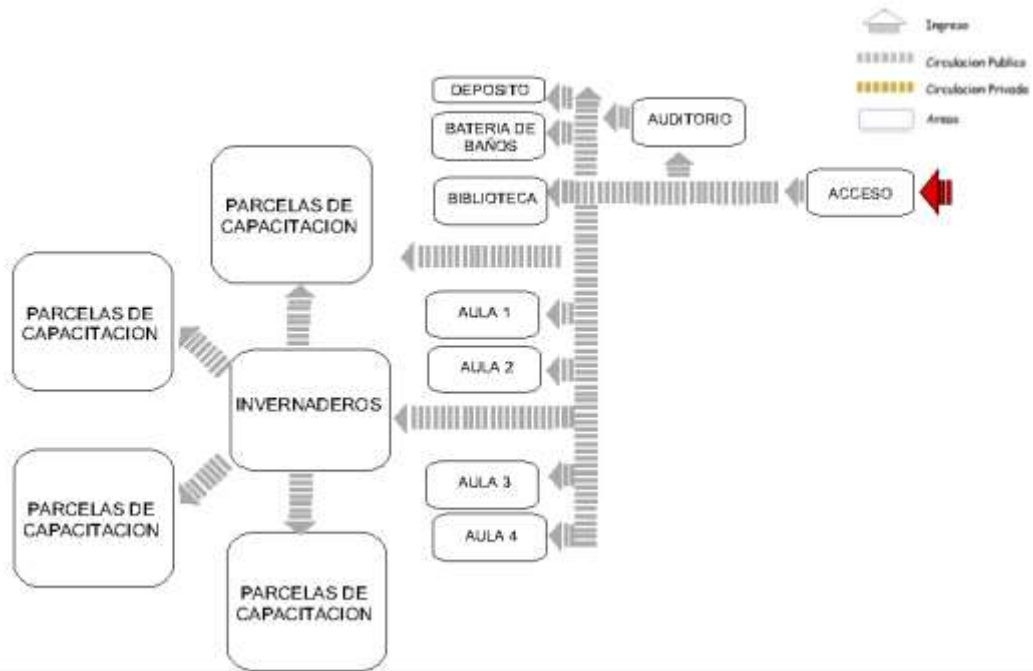 Ingreso
Circulacion Publica
Circulacion Privada
Areas
DEPOSITO
BATERIA DE
BAÑOS
AUDITORIO
BIBLIOTECA
ACCESO
PARCELAS DE
CAPACITACION
PARCELAS DE
CAPACITACION
AULA 1
AULA 2
INVERNADEROS
PARCELAS DE
CAPACITACION
AULA 3
AULA 4
PARCELAS DE
CAPACITACION